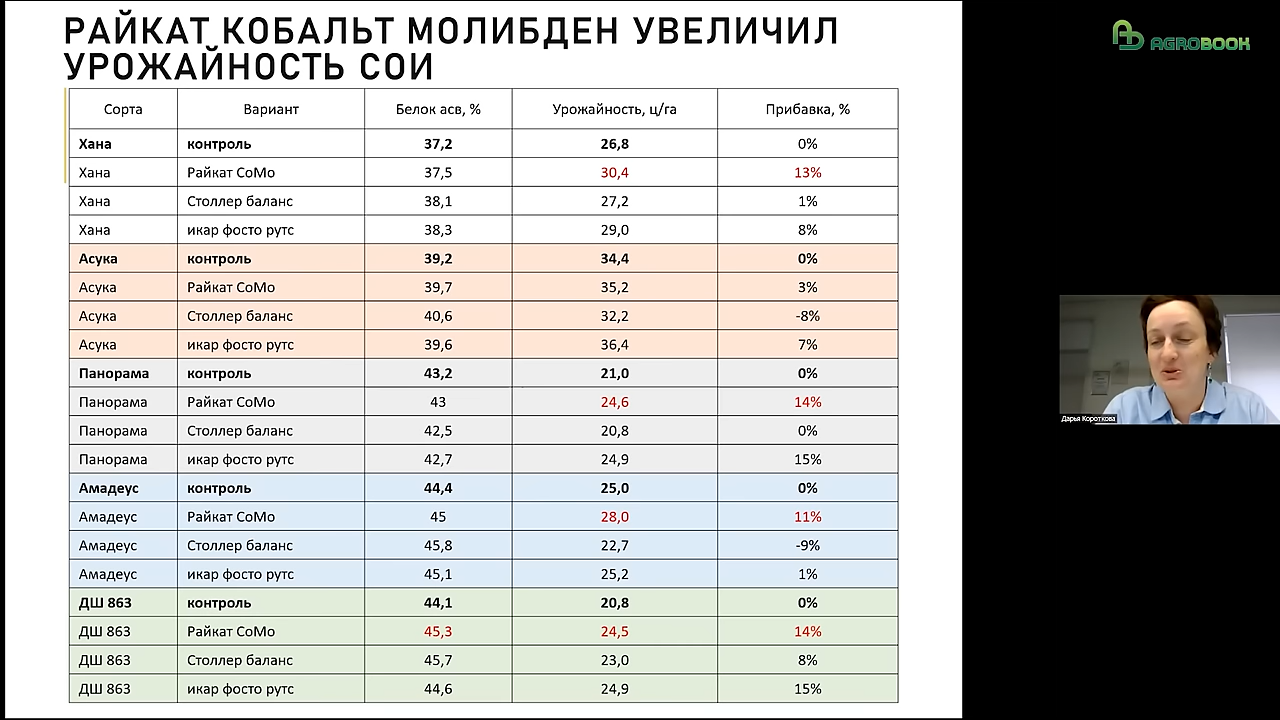 РАЙКАТ КОБАЛЬТ МОЛИБДЕН УВЕЛИЧИЛ
УРОЖАЙНОСТЬ СОИ
AGROBOOK
Сорта Вариант Белок асв, % Урожайность, ц/га Прибавка, %
Хана контроль 37,2 26,8 0%
Хана Райкат СоМо 37,5 30,4 13%
Хана Столлер баланс 38,1 27,2 1%
Хана икар фосто рутс 38,3 29,0 8%
Асука контроль 39,2 34,4 0%
Асука Райкат СоМо 39,7 35,2 3%
Асука Столлер баланс 40,6 32,2 -8%
Асука икар фосто рутс 39,6 36,4 7%
Панорама контроль 43,2 21,0 0%
Панорама Райкат СоМо 43 24,6 14%
Панорама Столлер баланс 42,5 20,8 0%
Панорама икар фосто рутс 42,7 24,9 15%
Амадеус контроль 44,4 25,0 0%
Амадеус Райкат СоМо 45 28,0 11%
Амадеус Столлер баланс 45,8 22,7 -9%
Амадеус икар фосто рутс 45,1 25,2 1%
ДШ 863 контроль 44,1 20,8 0%
ДШ 863 Райкат СоМо 45,3 24,5 14%
ДШ 863 Столлер баланс 45,7 23,0 8%
ДШ 863 икар фосто рутс 44,6 24,9 15%
Дарья Короткова